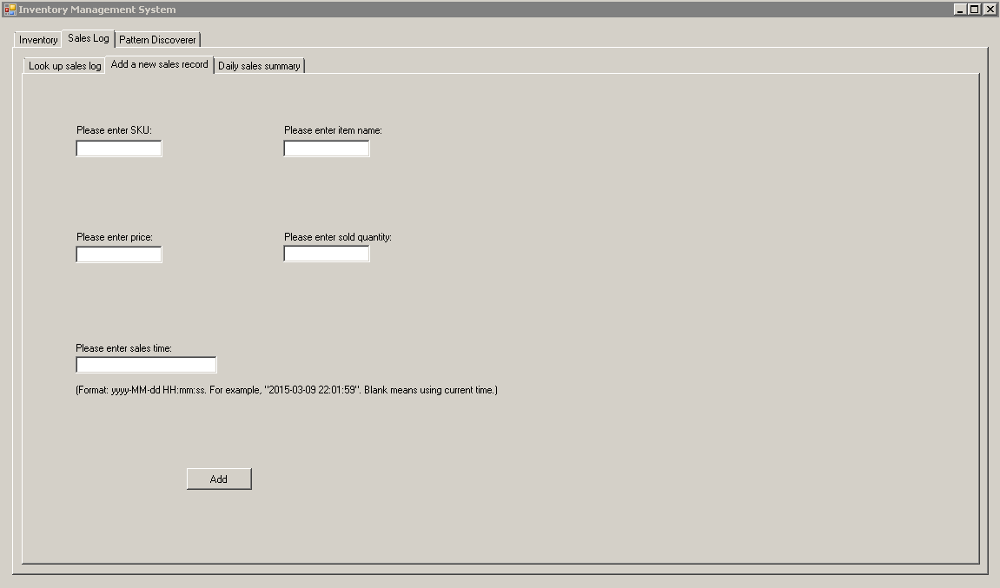 Inventory Management System
Inventory Sales Log Pattern Discoverer
Look up sales log Add a new sales record Daily sales summary
Please enter SKU: Please enter item name:
Please enter price: Please enter sold quantity:
Please enter sales time:
(Format: yyyy-MM-dd HH:mm:ss. For example, "2015-03-09 22:01:59". Blank means using current time.)
Add